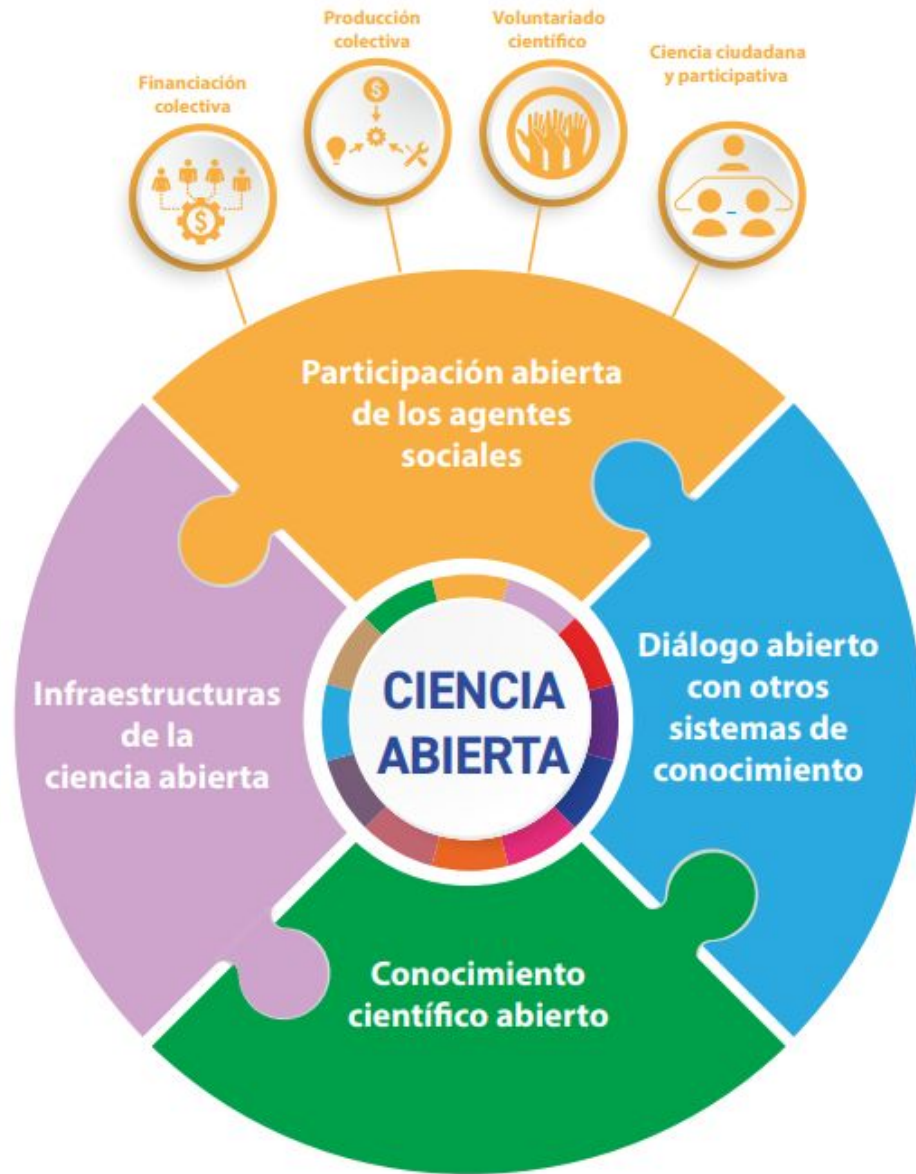 Producción
colectiva
Voluntariado
científico
Ciencia ciudadana
y participativa
Financiación
colectiva
$
$
Participación abierta
de los agentes
sociales
Diálogo abierto
con otros
sistemas de
conocimiento
Infraestructuras
de la
ciencia abierta
CIENCIA
ABIERTA
Conocimiento
científico abierto